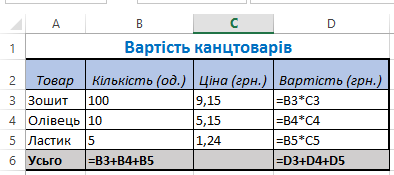 A B C D
1 Вартість канцтоварів
2 Товар Кількість (од.) Ціна (грн.) Вартість (грн.)
3 Зошит 100 9,15 =B3*C3
4 Олівець 10 5,15 =B4*C4
5 Ластик 5 1,24 =B5*C5
6 Усього =B3+B4+B5 =D3+D4+D5